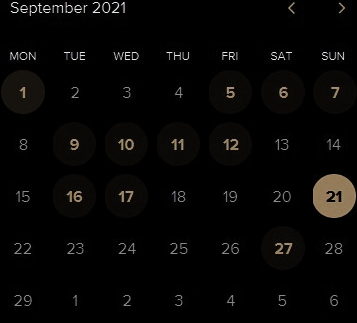 September 2021
MON TUE WED THU FRI SAT SUN
1 2 3 4 5 6 7
8 9 10 11 12 13 14
15 16 17 18 19 20 21
22 23 24 25 26 27 28
29 1 2 3 4 5 6